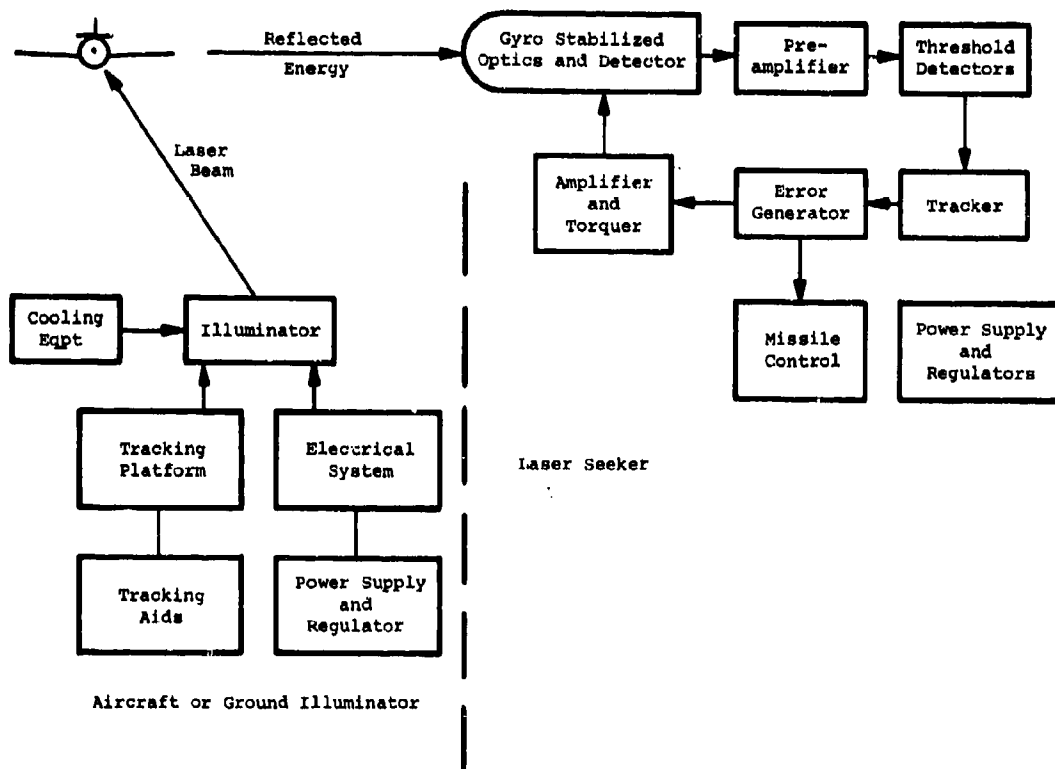 Reflected
Energy
Gyro Stabilized
Optics and Detector
Pre-
amplifier
Threshold
Detectors
Laser
Beam
Amplifier
and
Torquer
Error
Generator
Tracker
Cooling
Eqpt
Illuminator
Missile
Control
Power Supply
and
Regulators
Tracking
Platform
Electrical
System
Laser Seeker
Tracking
Aids
Power Supply
and
Regulator
Aircraft or Ground Illuminator